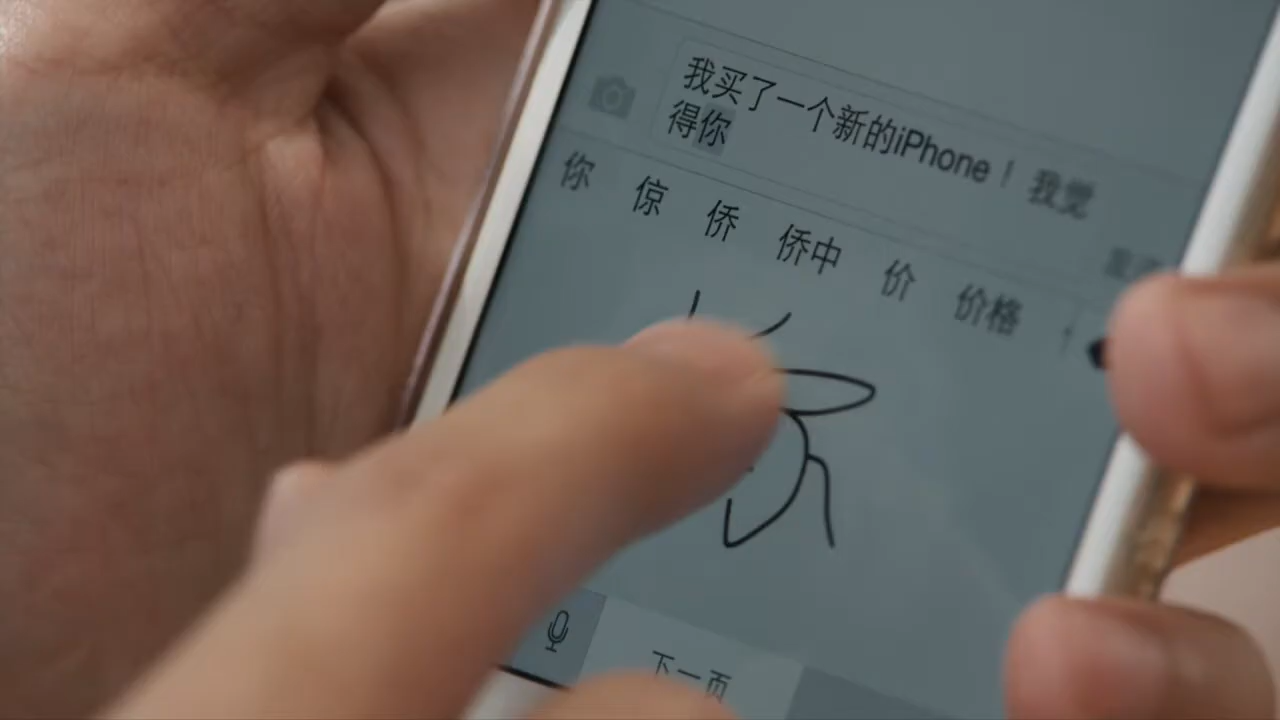 我买了一个新的iPhone！我觉
得你
你 惊 侨 侨中 价 价格
下一页